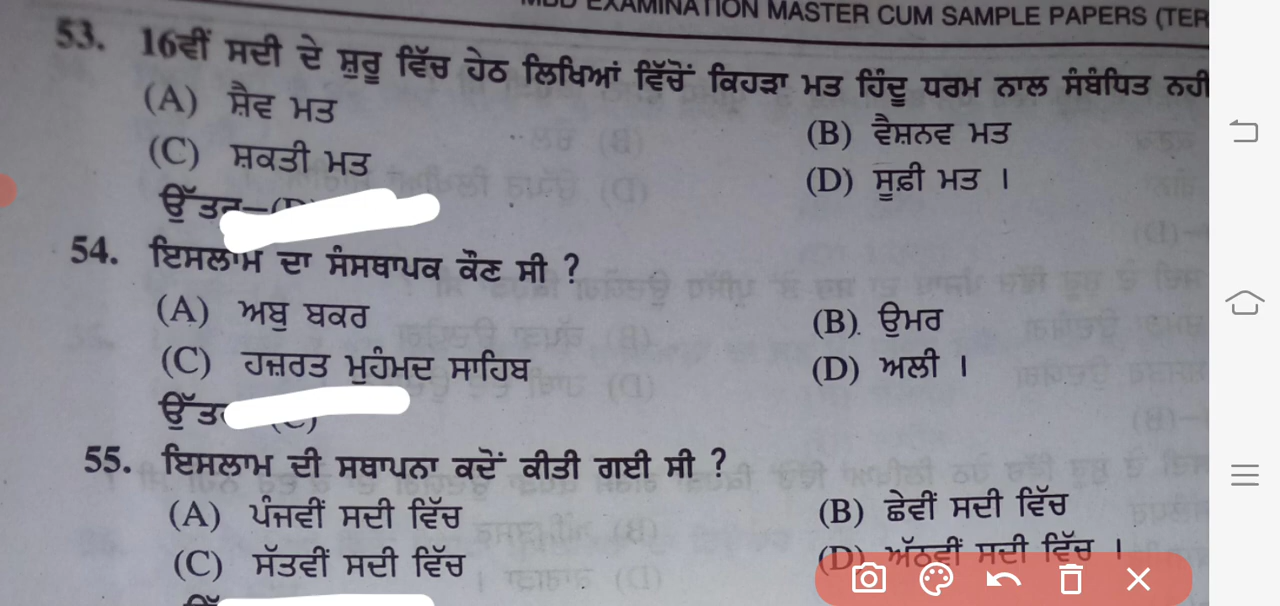 EXAMINATION MASTER CUM SAMPLE PAPERS (TER
53. 16ਵੀਂ ਸਦੀ ਦੇ ਸ਼ੁਰੂ ਵਿੱਚ ਹੇਠ ਲਿਖਿਆਂ ਵਿੱਚੋਂ ਕਿਹੜਾ ਮਤ ਹਿੰਦੂ ਧਰਮ ਨਾਲ ਸੰਬੰਧਿਤ ਨਹੀਂ
(A) ਸ਼ੈਵ ਮਤ
(B) ਵੈਸ਼ਨਵ ਮਤ
(C) ਸ਼ਕਤੀ ਮਤ
(D) ਸੂਫ਼ੀ ਮਤ ।
54. ਇਸਲਾਮ ਦਾ ਸੰਸਥਾਪਕ ਕੌਣ ਸੀ ?
(A) ਅਬੁ ਬਕਰ
(B). ਉਮਰ
(C) ਹਜ਼ਰਤ ਮੁਹੰਮਦ ਸਾਹਿਬ
(D) ਅਲੀ ।
55. ਇਸਲਾਮ ਦੀ ਸਥਾਪਨਾ ਕਦੋਂ ਕੀਤੀ ਗਈ ਸੀ ?
(A) ਪੰਜਵੀਂ ਸਦੀ ਵਿੱਚ
(B) ਛੇਵੀਂ ਸਦੀ ਵਿੱਚ
(C) ਸੱਤਵੀਂ ਸਦੀ ਵਿੱਚ
(D) ਅੱਠਵੀਂ ਸਦੀ ਵਿੱਚ ।